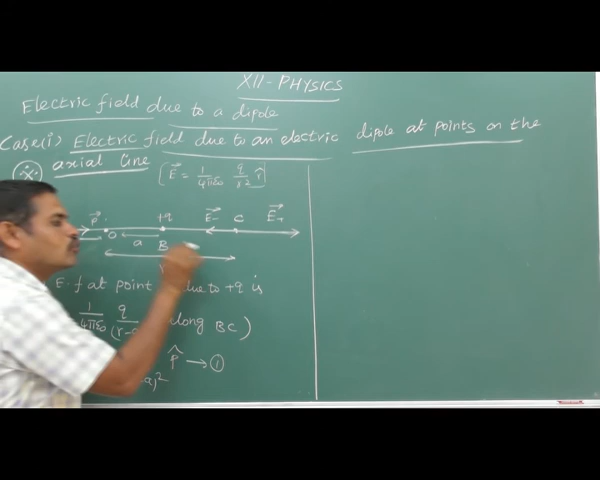 XII - PHYSICS
Electric field due to a dipole
Case(i) Electric field due to an electric dipole at points on the
axial line [E⃗ = 1/4πε₀ q/r² r̂]
P⃗ +q E⃗₋ C E⃗₊
O a B
E.f at point due to +q is
1/4πε₀ q/(r- along BC)
p̂ → ①
a)²